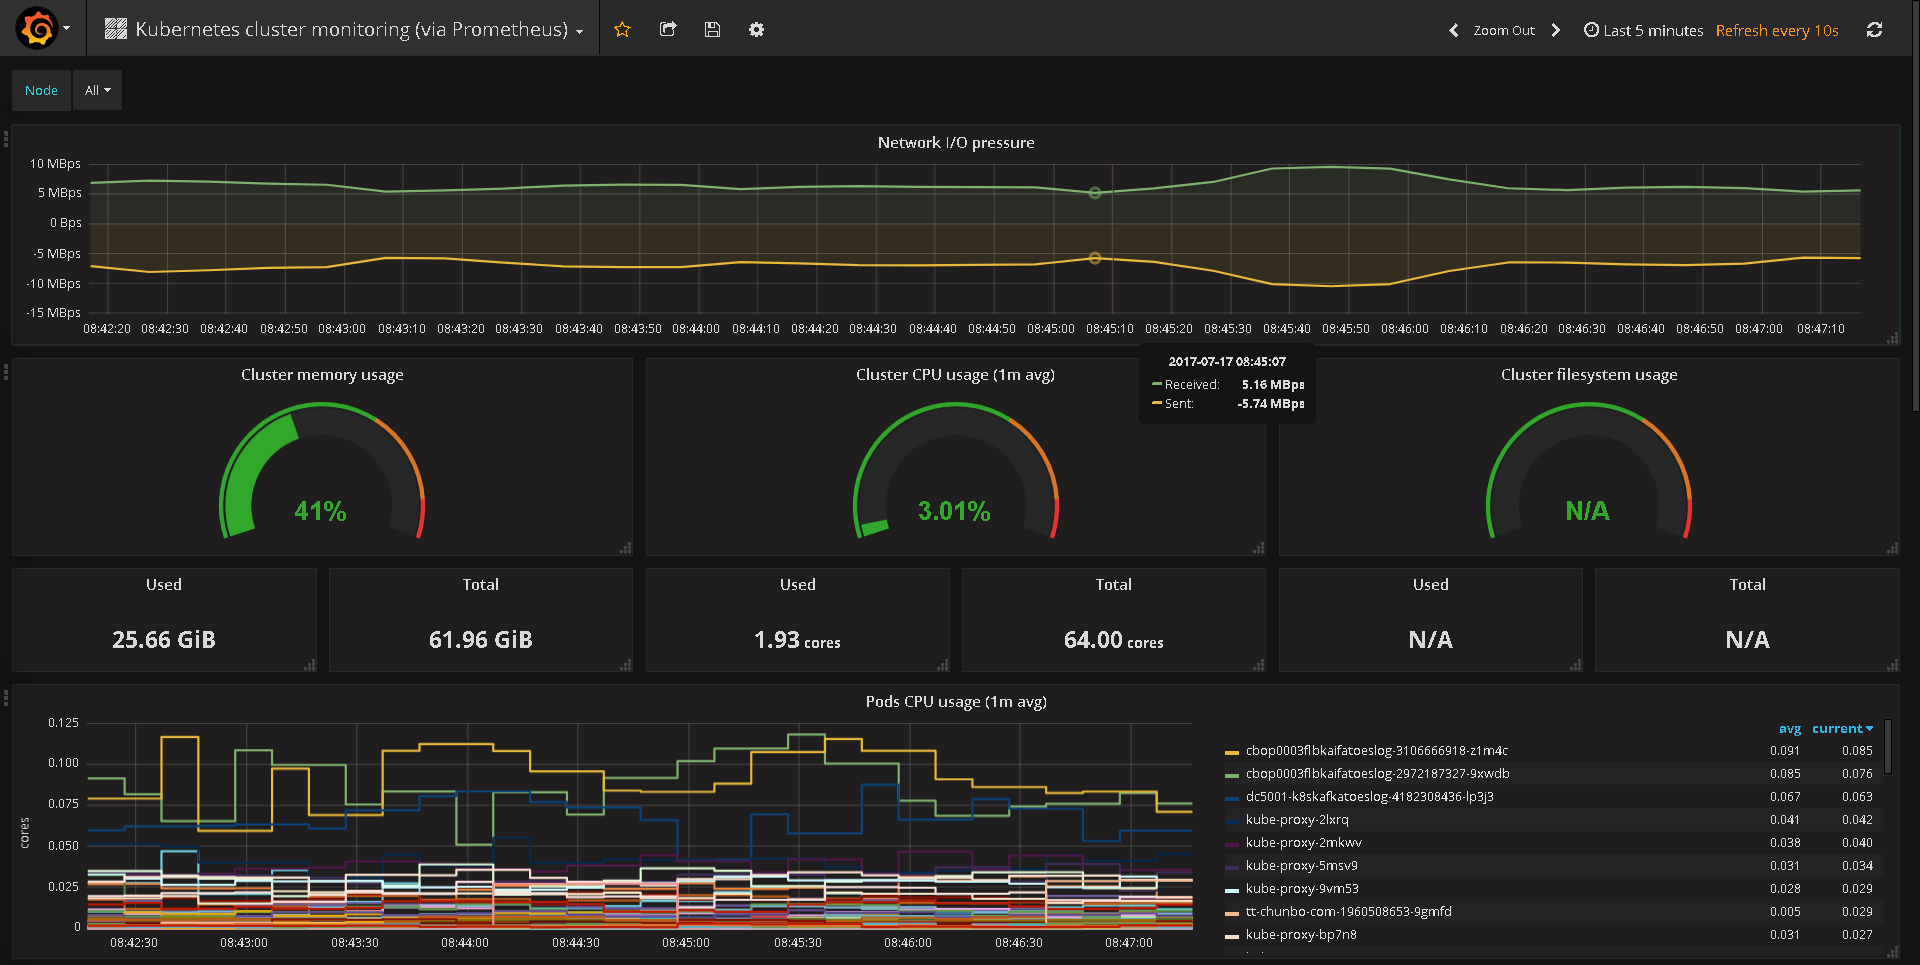 Kubernetes cluster monitoring (via Prometheus)
Zoom Out
Last 5 minutes Refresh every 10s
Node All
Network I/O pressure
10 MBps
5 MBps
0 Bps
-5 MBps
-10 MBps
-15 MBps
08:42:20 08:42:30 08:42:40 08:42:50 08:43:00 08:43:10 08:43:20 08:43:30 08:43:40 08:43:50 08:44:00 08:44:10 08:44:20 08:44:30 08:44:40 08:44:50 08:45:00 08:45:10 08:45:20 08:45:30 08:45:40 08:45:50 08:46:00 08:46:10 08:46:20 08:46:30 08:46:40 08:46:50 08:47:00 08:47:10
2017-07-17 08:45:07
Received: 5.16 MBps
Sent: -5.74 MBps
Cluster memory usage
41%
Cluster CPU usage (1m avg)
3.01%
Cluster filesystem usage
N/A
Used
25.66 GiB
Total
61.96 GiB
Used
1.93 cores
Total
64.00 cores
Used
N/A
Total
N/A
Pods CPU usage (1m avg)
cores
0.125
0.100
0.075
0.050
0.025
0
08:42:30 08:43:00 08:43:30 08:44:00 08:44:30 08:45:00 08:45:30 08:46:00 08:46:30 08:47:00
avg current
cbop0003flbkaifatoeslog-3106666918-z1m4c 0.091 0.085
cbop0003flbkaifatoeslog-2972187327-9xwdb 0.085 0.076
dc5001-k8skafkatoeslog-4182308436-lp3j3 0.067 0.063
kube-proxy-2lxrq 0.041 0.042
kube-proxy-2mkwv 0.038 0.040
kube-proxy-5msv9 0.031 0.034
kube-proxy-9vm53 0.028 0.029
tt-chunbo-com-1960508653-9gmfd 0.005 0.029
kube-proxy-bp7n8 0.031 0.027